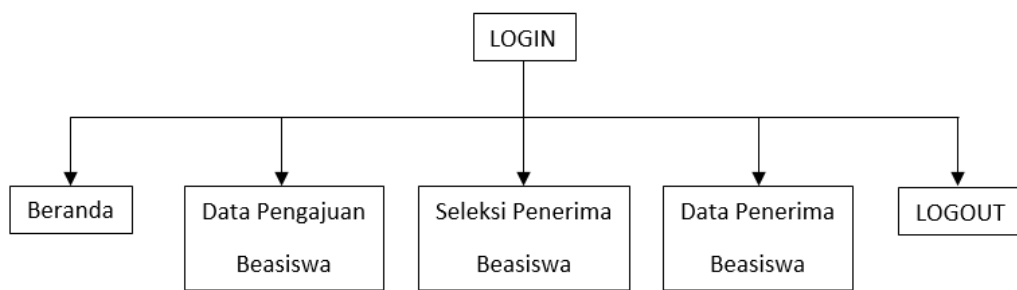 LOGIN
Beranda
Data Pengajuan
Beasiswa
Seleksi Penerima
Beasiswa
Data Penerima
Beasiswa
LOGOUT